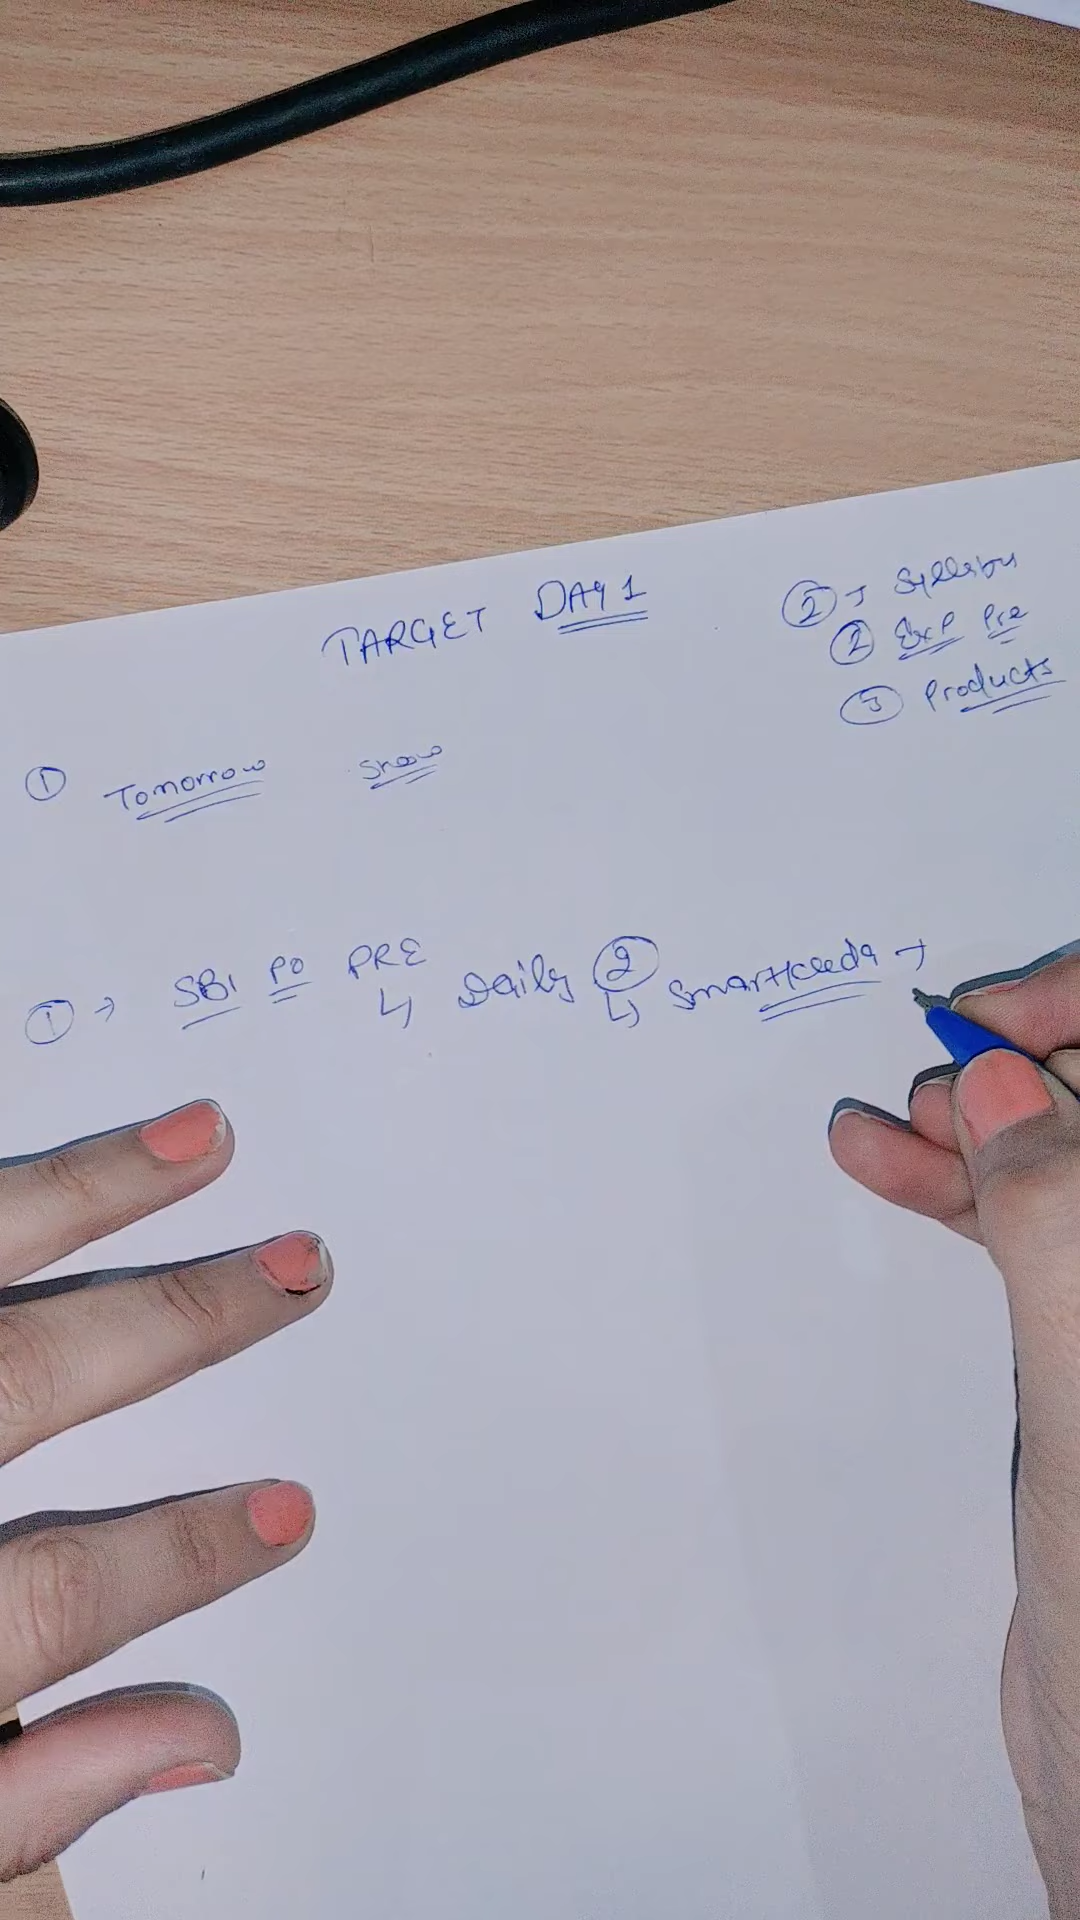 TARGET DAY 1
② → Syllabus
② Exp Pre
③ Products
① Tomorrow Show
① → SBI PO PRE ↳ Daily ② ↳ Smartkeeda →